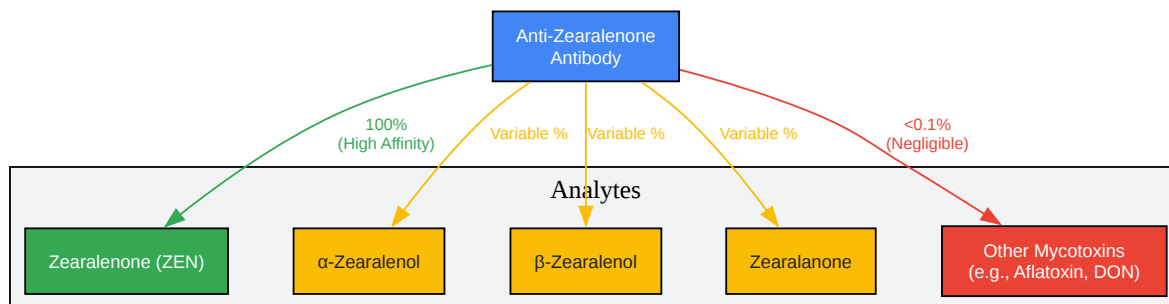 Anti-Zearalenone
Antibody
100%
(High Affinity)
Variable %
Variable %
Variable %
<0.1%
(Negligible)
Analytes
Zearalenone (ZEN)
α-Zearalenol
β-Zearalenol
Zearalanone
Other Mycotoxins
(e.g., Aflatoxin, DON)